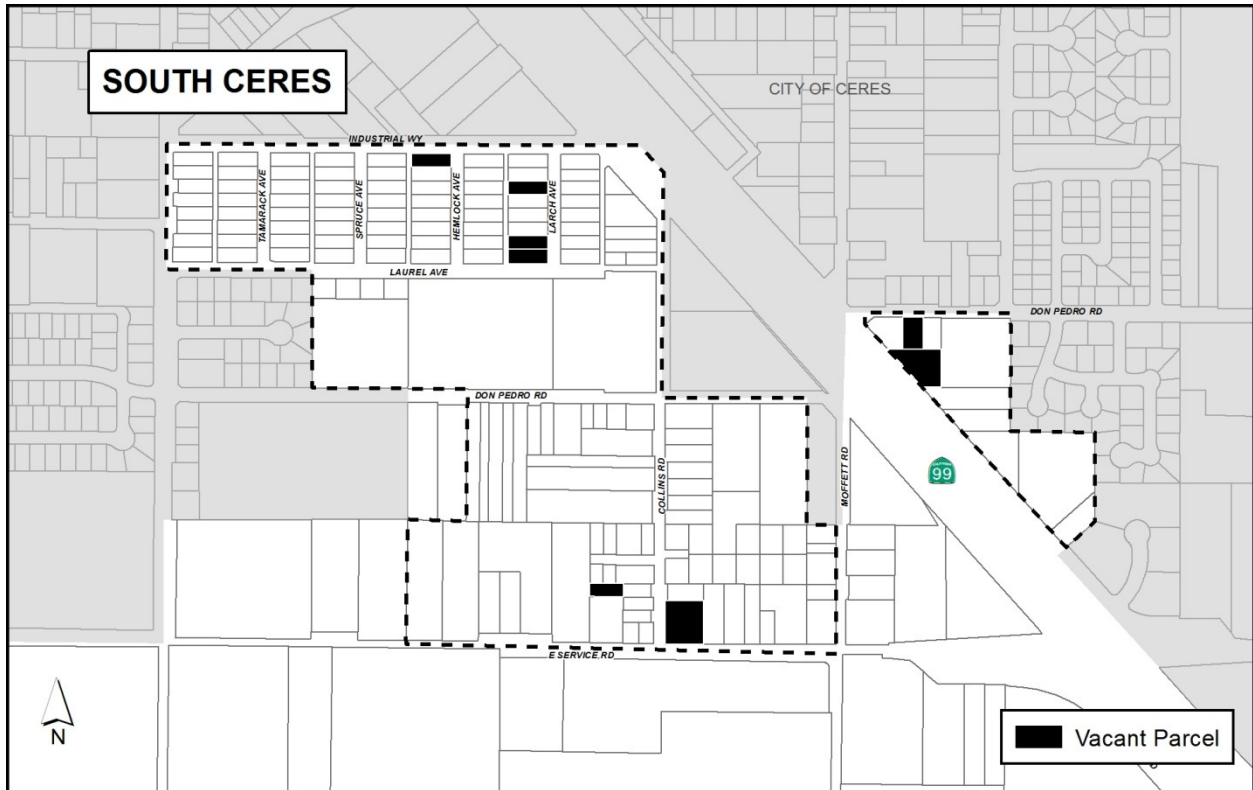 SOUTH CERES
CITY OF CERES
INDUSTRIAL WY
TAMARACK AVE
SPRUCE AVE
HEMLOCK AVE
LARCH AVE
LAUREL AVE
DON PEDRO RD
DON PEDRO RD
COLLINS RD
MOFFETT RD
99
E SERVICE RD
N
Vacant Parcel